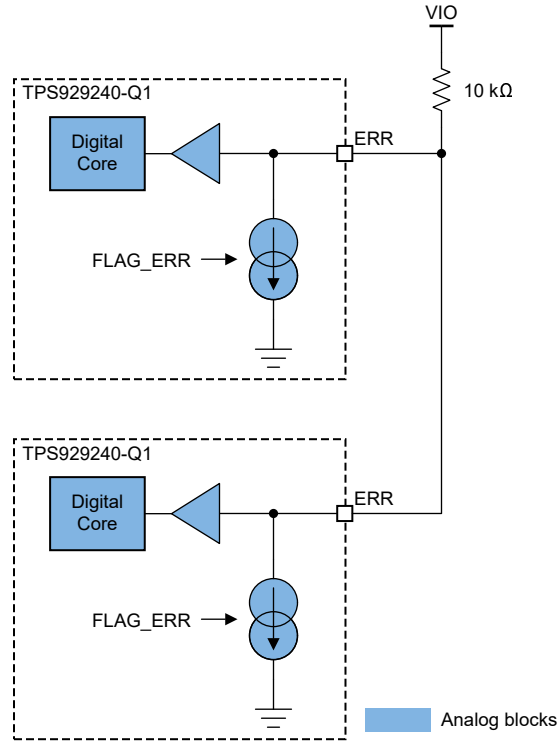 VIO
10 kΩ
TPS929240-Q1
Digital
Core
ERR
FLAG_ERR
TPS929240-Q1
Digital
Core
ERR
FLAG_ERR
Analog blocks